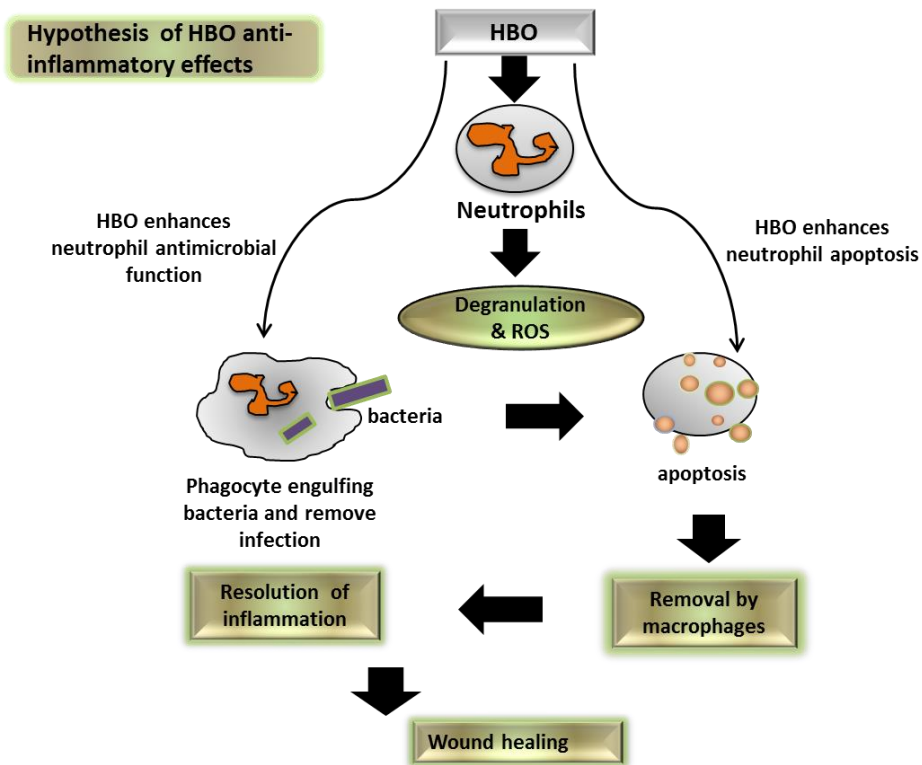 Hypothesis of HBO anti-
inflammatory effects
HBO
Neutrophils
HBO enhances
neutrophil antimicrobial
function
HBO enhances
neutrophil apoptosis
Degranulation
& ROS
bacteria
Phagocyte engulfing
bacteria and remove
infection
apoptosis
Removal by
macrophages
Resolution of
inflammation
Wound healing